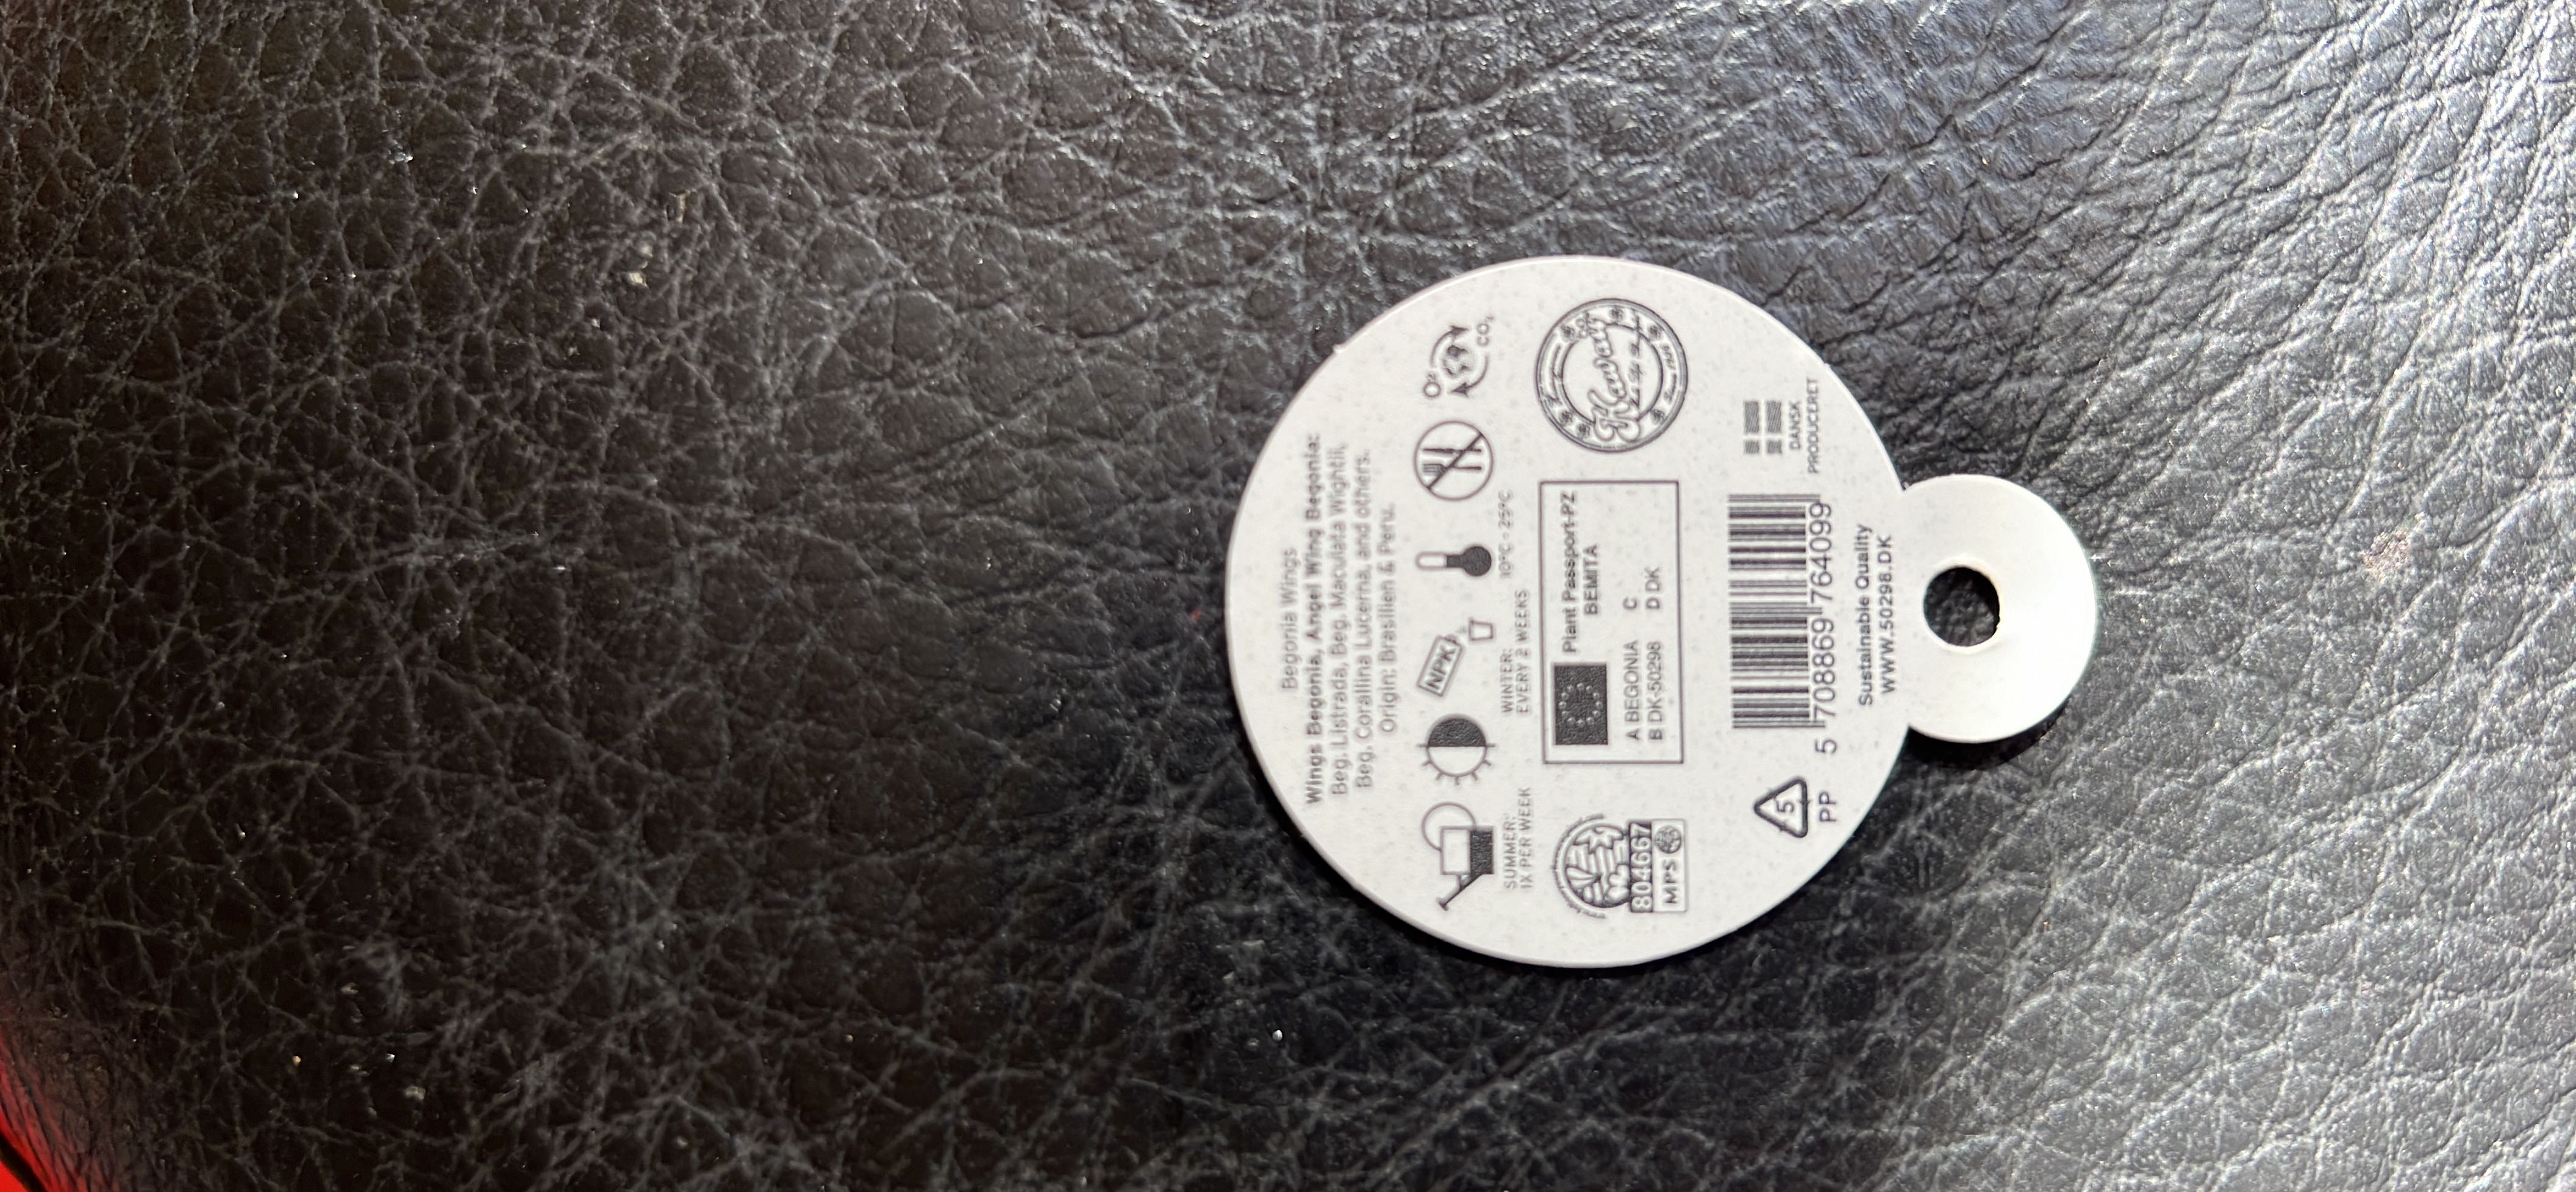 Begonia Wings
Wings Begonia, Angel Wing Begonia:
Beg. Listrada, Beg. Maculata Wightii,
Beg. Corallina Lucerna, and others.
Origin: Brasilien & Peru.
NPK
O₂
CO₂
SUMMER:
1X PER WEEK
WINTER:
EVERY 2 WEEKS
10°C - 25°C
804667
MPS
Plant Passport-PZ
BEMITA
A BEGONIA C
B DK-50298 D DK
5
PP
5 708869 764099
DANSK
PRODUCERET
Sustainable Quality
WWW.50298.DK